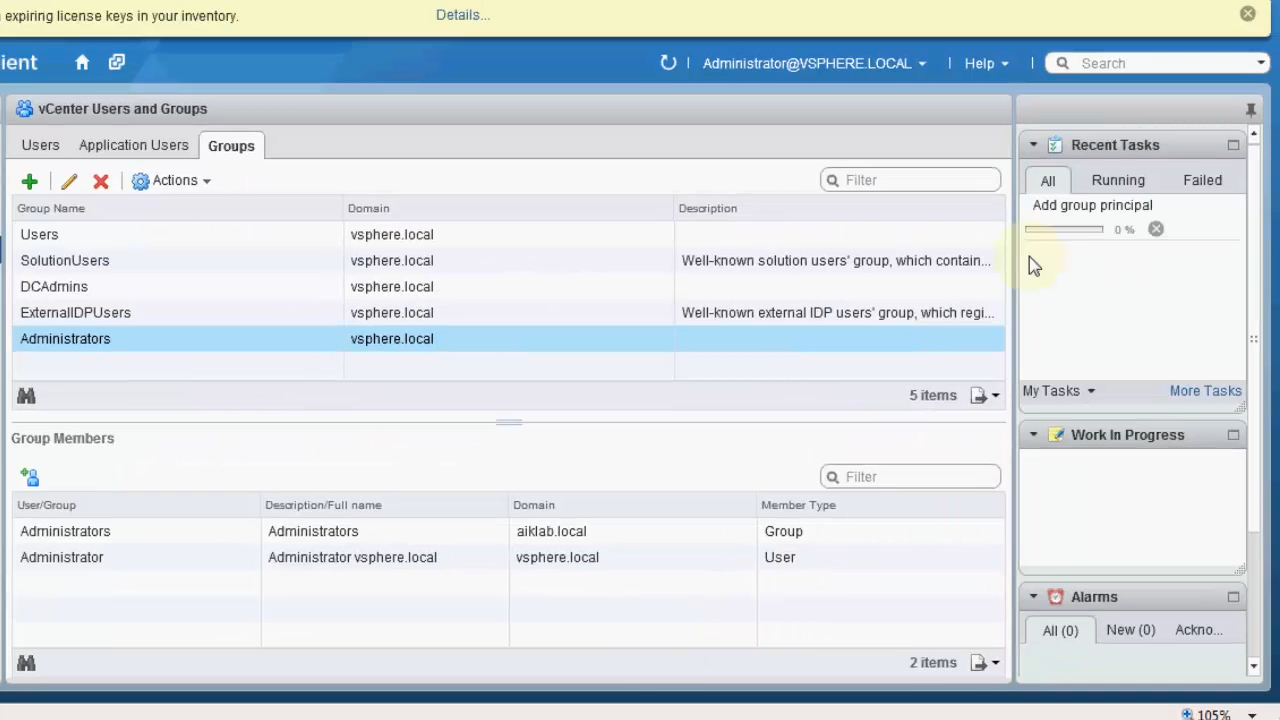 expiring license keys in your inventory. Details...
ient Administrator@VSPHERE.LOCAL Help Search
vCenter Users and Groups
Users Application Users Groups
Actions Filter
Group Name Domain Description
Users vsphere.local
SolutionUsers vsphere.local Well-known solution users' group, which contain...
DCAdmins vsphere.local
ExternalIDPUsers vsphere.local Well-known external IDP users' group, which regi...
Administrators vsphere.local
5 items
Group Members
Filter
User/Group Description/Full name Domain Member Type
Administrators Administrators aiklab.local Group
Administrator Administrator vsphere.local vsphere.local User
2 items
Recent Tasks
All Running Failed
Add group principal
0 %
My Tasks More Tasks
Work In Progress
Alarms
All (0) New (0) Ackno...
105%